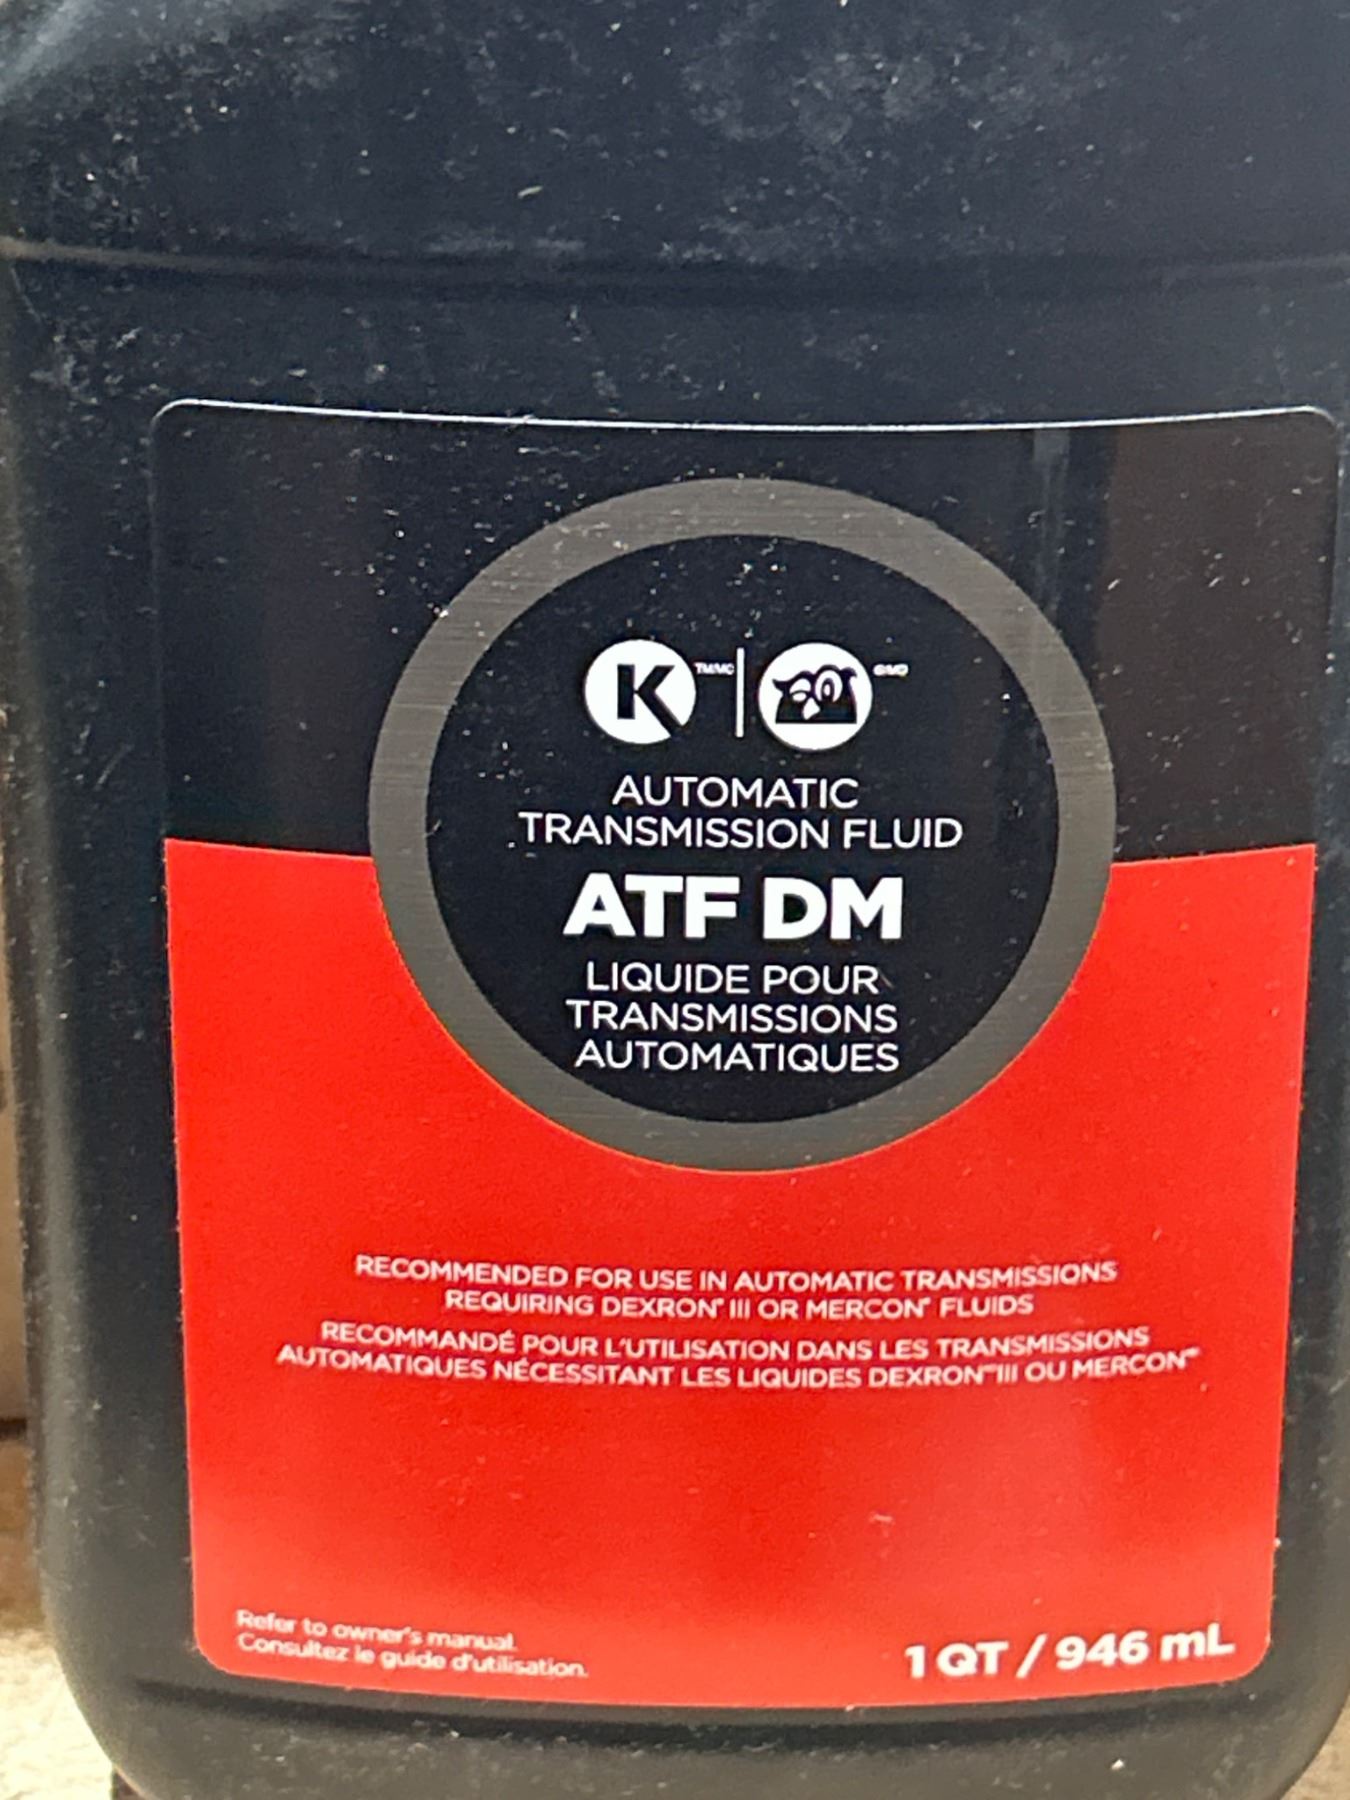 K TM/MC
AUTOMATIC
TRANSMISSION FLUID
ATF DM
LIQUIDE POUR
TRANSMISSIONS
AUTOMATIQUES
RECOMMENDED FOR USE IN AUTOMATIC TRANSMISSIONS
REQUIRING DEXRON® III OR MERCON® FLUIDS
RECOMMANDÉ POUR L'UTILISATION DANS LES TRANSMISSIONS
AUTOMATIQUES NÉCESSITANT LES LIQUIDES DEXRON III OU MERCON
Refer to owner's manual.
Consultez le guide d'utilisation.
1 QT / 946 mL